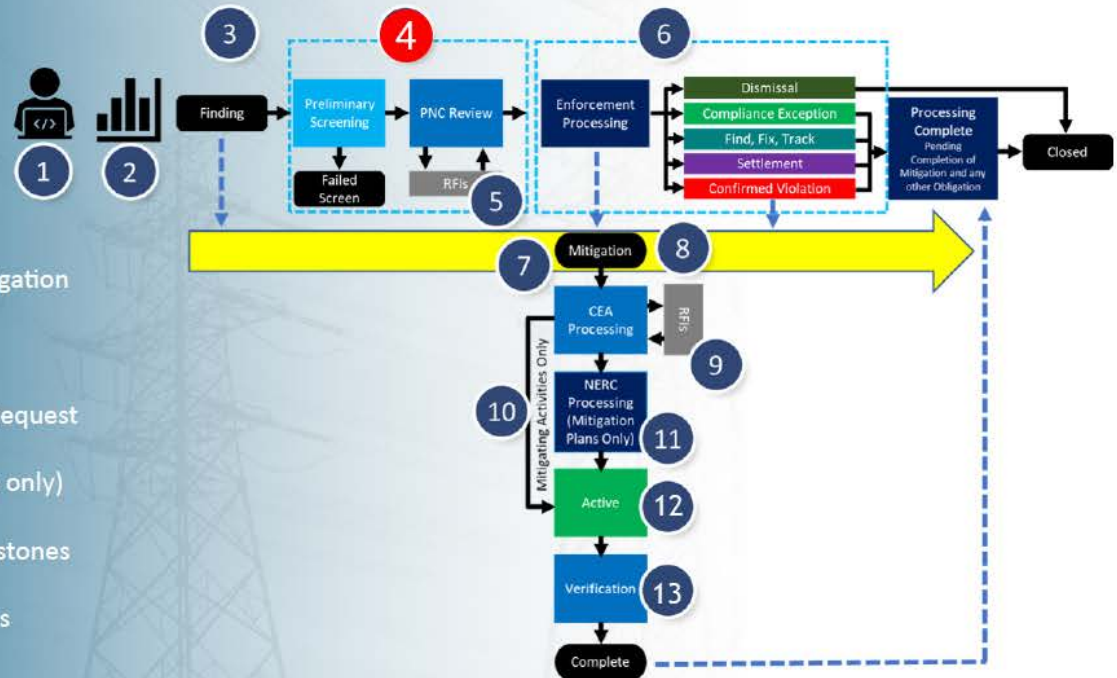 3
4
6
</>
1
2
Finding
Preliminary
Screening
Failed
Screen
PNC Review
RFIs
5
Enforcement
Processing
Dismissal
Compliance Exception
Find, Fix, Track
Settlement
Confirmed Violation
Processing
Complete
Pending
Completion of
Mitigation and any
other Obligation
Closed
gation
equest
only)
stones
s
Mitigation
7
8
CEA
Processing
RFIs
9
Mitigating Activities Only
10
NERC
Processing
(Mitigation
Plans Only)
11
Active
12
Verification
13
Complete